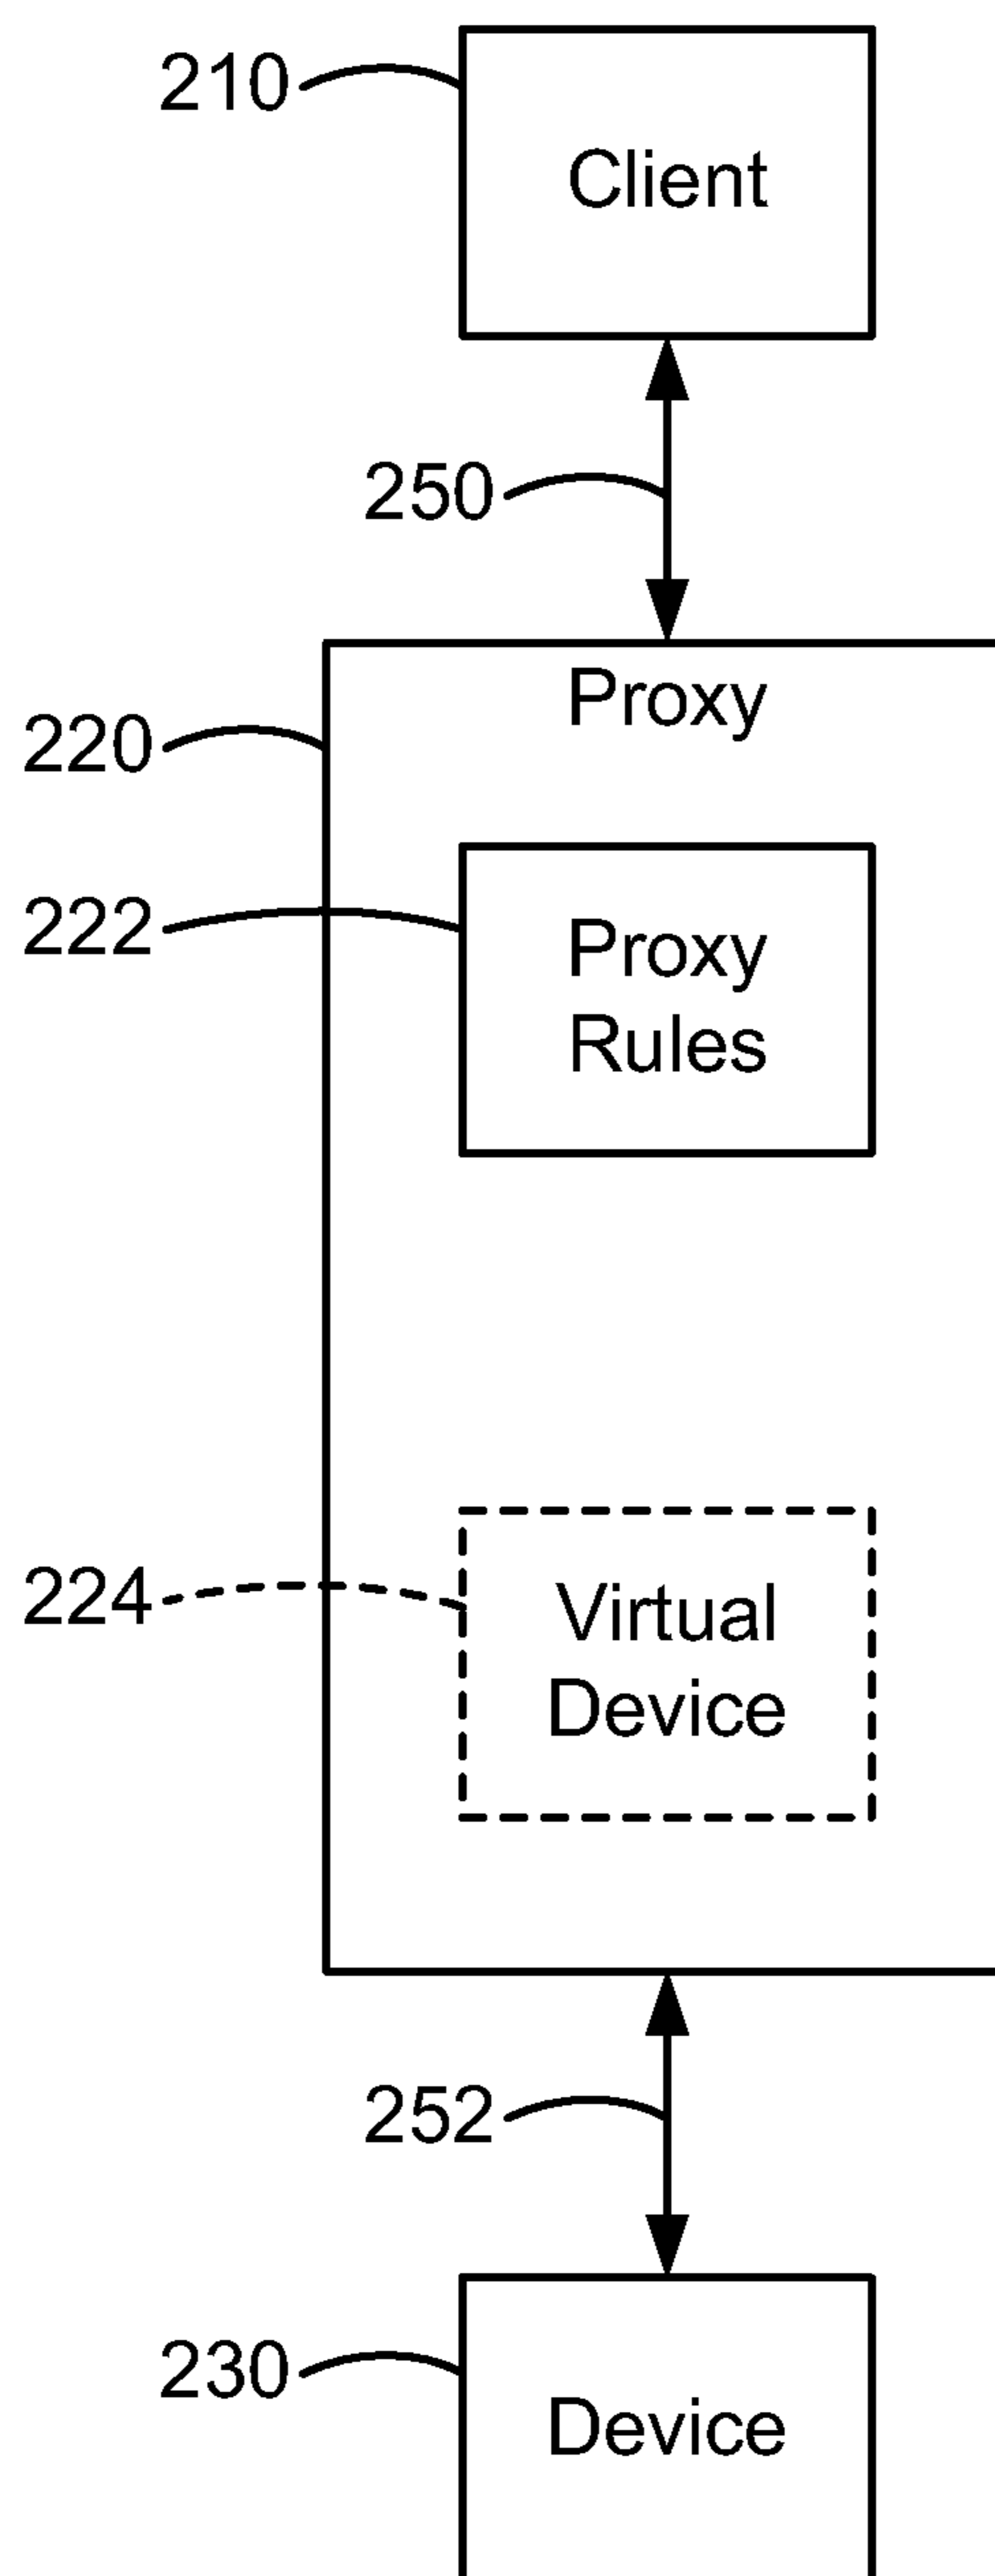 210
Client
250
Proxy
220
222
Proxy
Rules
224
Virtual
Device
252
230
Device